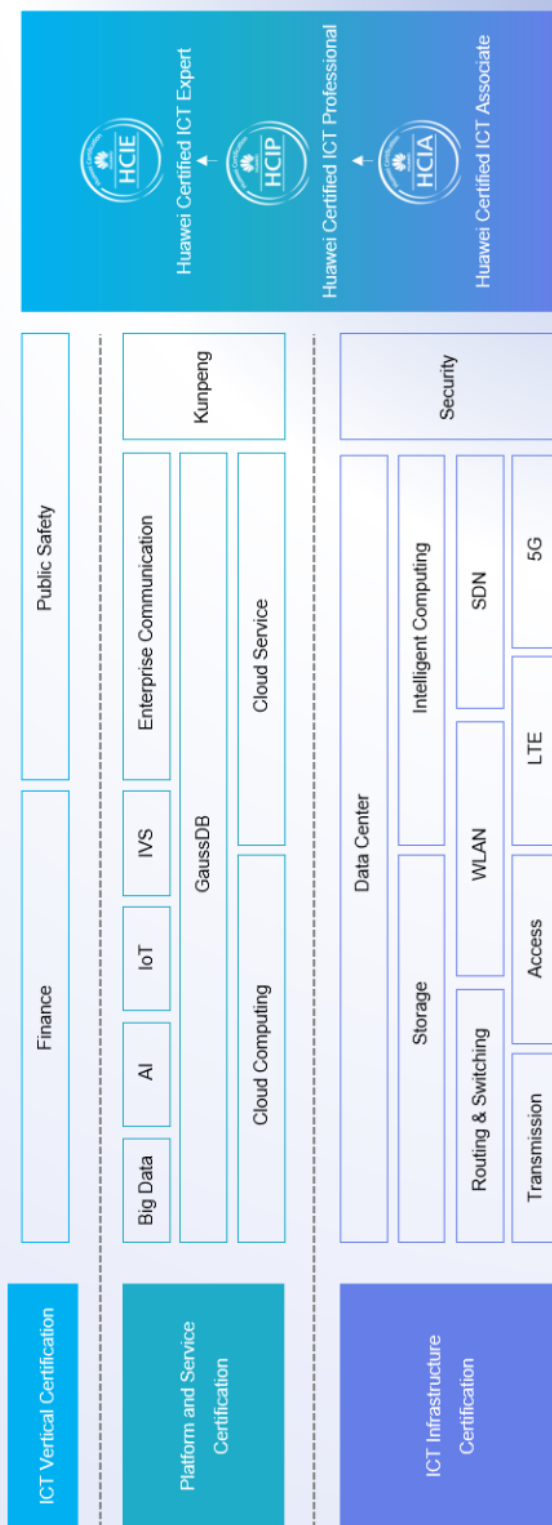 ICT Vertical Certification
Finance
Public Safety
Platform and Service
Certification
Big Data
AI
IoT
IVS
Enterprise Communication
GaussDB
Cloud Computing
Cloud Service
Kunpeng
ICT Infrastructure
Certification
Data Center
Storage
Intelligent Computing
Routing & Switching
WLAN
SDN
Transmission
Access
LTE
5G
Security
HCIE
Huawei Certified ICT Expert
HCIP
Huawei Certified ICT Professional
HCIA
Huawei Certified ICT Associate